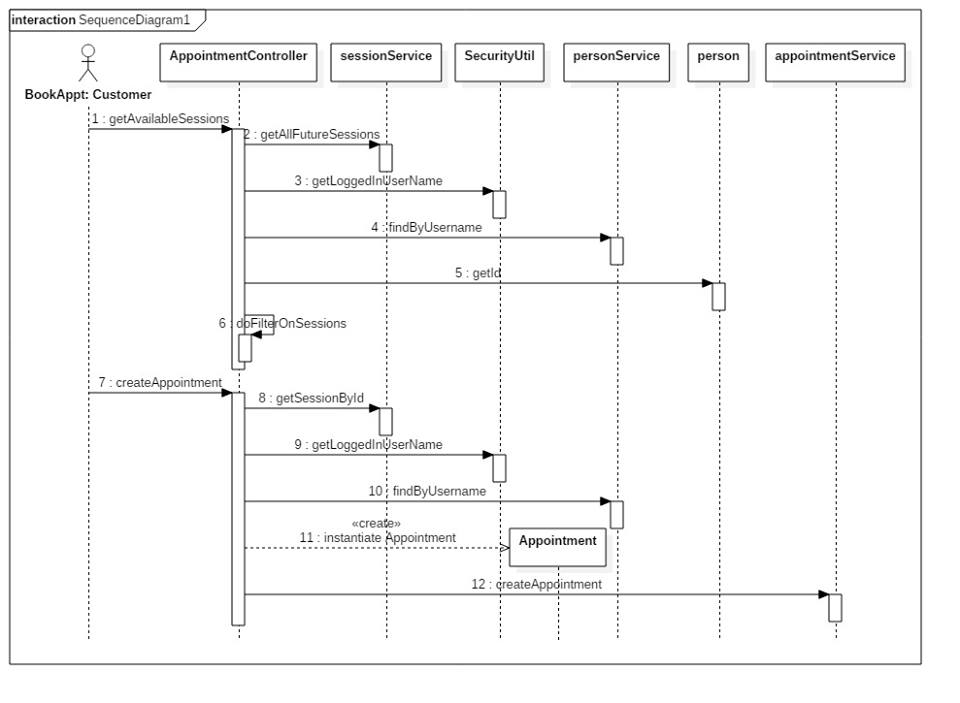 interaction SequenceDiagram1
AppointmentController
sessionService
SecurityUtil
personService
person
appointmentService
BookAppt: Customer
1 : getAvailableSessions
2 : getAllFutureSessions
3 : getLoggedInUserName
4 : findByUsername
5 : getId
6 : doFilterOnSessions
7 : createAppointment
8 : getSessionById
9 : getLoggedInUserName
10 : findByUsername
«create»
11 : instantiate Appointment
Appointment
12 : createAppointment